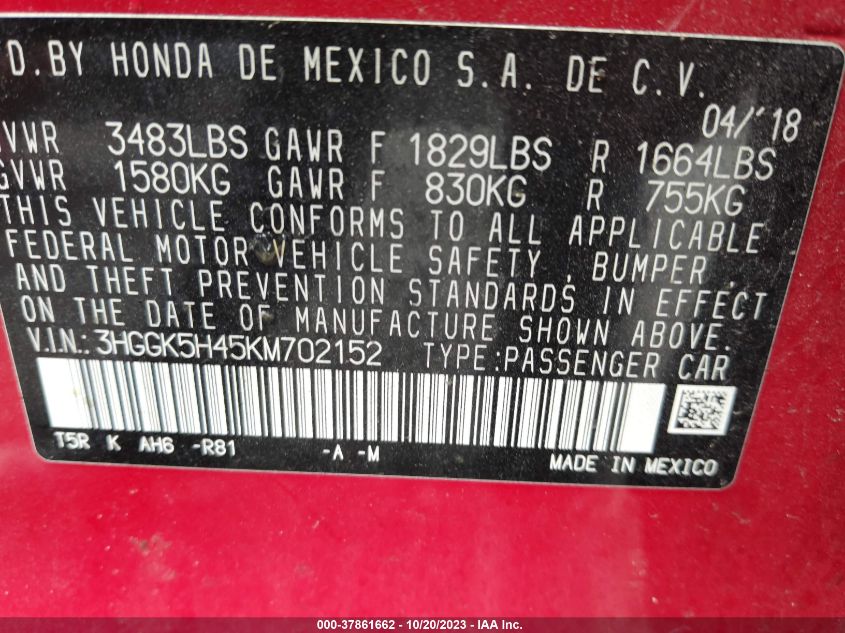 D.BY HONDA DE MEXICO S.A. DE C.V.
04/'18
VWR 3483LBS GAWR F 1829LBS R 1664LBS
GVWR 1580KG GAWR F 830KG R 755KG
THIS VEHICLE CONFORMS TO ALL APPLICABLE
FEDERAL MOTOR VEHICLE SAFETY, BUMPER,
AND THEFT PREVENTION STANDARDS IN EFFECT
ON THE DATE OF MANUFACTURE SHOWN ABOVE.
V.I.N.: 3HGGK5H45KM702152 TYPE:PASSENGER CAR
T5R K AH6 -R81 -A -M
MADE IN MEXICO
000-37861662 - 10/20/2023 - IAA Inc.